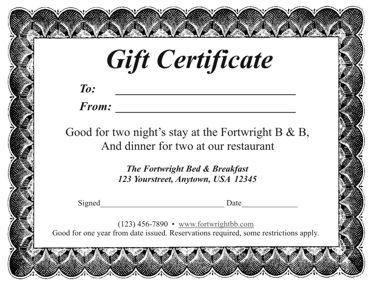 Gift Certificate
To: ______________________________
From: ______________________________
Good for two night's stay at the Fortwright B & B,
And dinner for two at our restaurant
The Fortwright Bed & Breakfast
123 Yourstreet, Anytown, USA 12345
Signed______________________ Date__________
(123) 456-7890 • www.fortwrightbb.com
Good for one year from date issued. Reservations required, some restrictions apply.